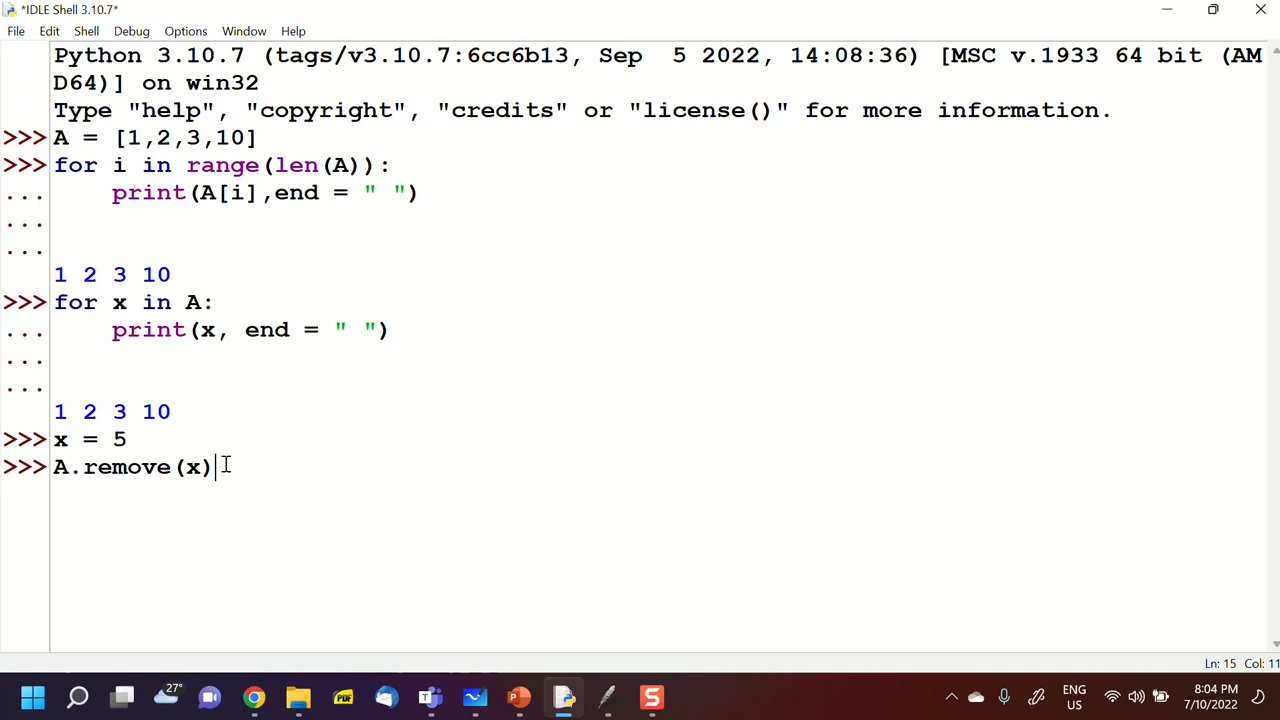 *IDLE Shell 3.10.7*
File Edit Shell Debug Options Window Help
Python 3.10.7 (tags/v3.10.7:6cc6b13, Sep  5 2022, 14:08:36) [MSC v.1933 64 bit (AM
D64)] on win32
Type "help", "copyright", "credits" or "license()" for more information.
>>> A = [1,2,3,10]
>>> for i in range(len(A)):
...     print(A[i],end = " ")
...
...
1 2 3 10
>>> for x in A:
...     print(x, end = " ")
...
...
1 2 3 10
>>> x = 5
>>> A.remove(x)
Ln: 15 Col: 11
27°
PDF
ENG
US
8:04 PM
7/10/2022